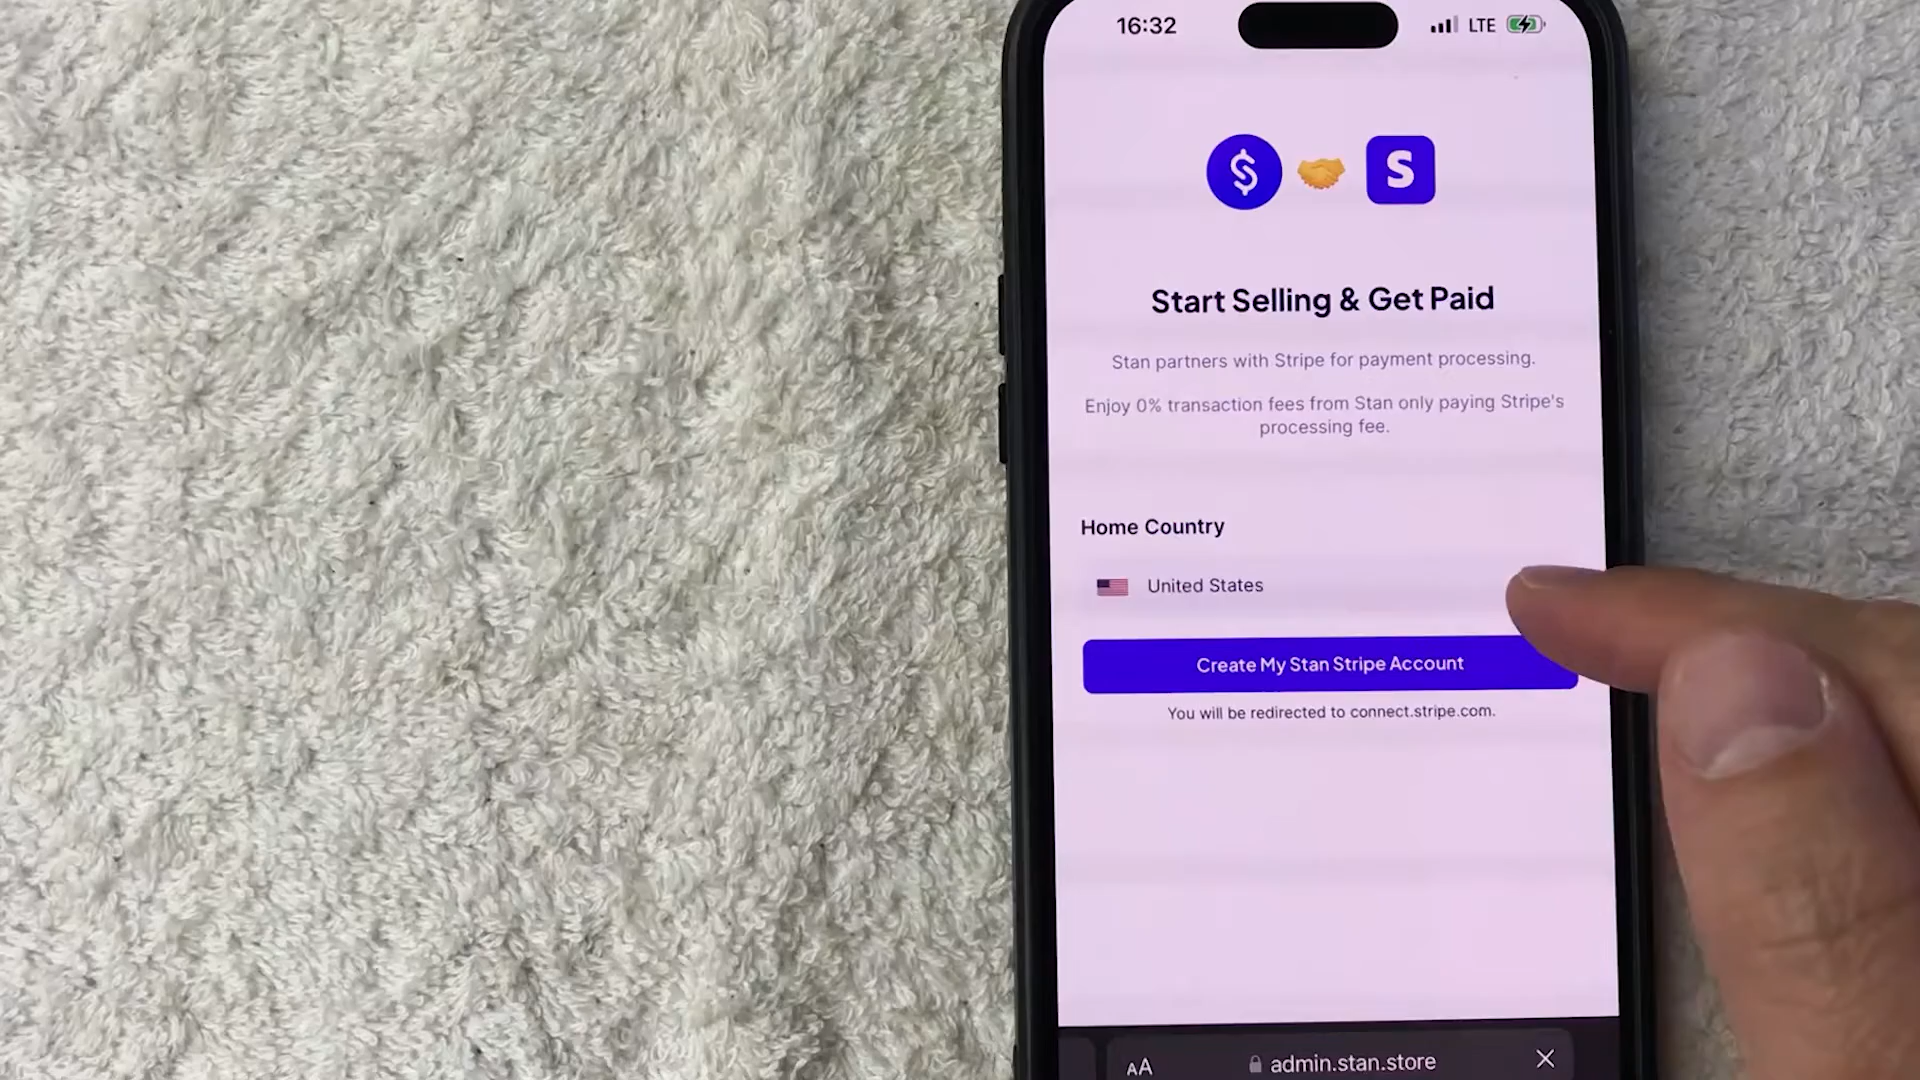 16:32
LTE
$
S
Start Selling & Get Paid
Stan partners with Stripe for payment processing.
Enjoy 0% transaction fees from Stan only paying Stripe's
processing fee.
Home Country
United States
Create My Stan Stripe Account
You will be redirected to connect.stripe.com.
AA
admin.stan.store